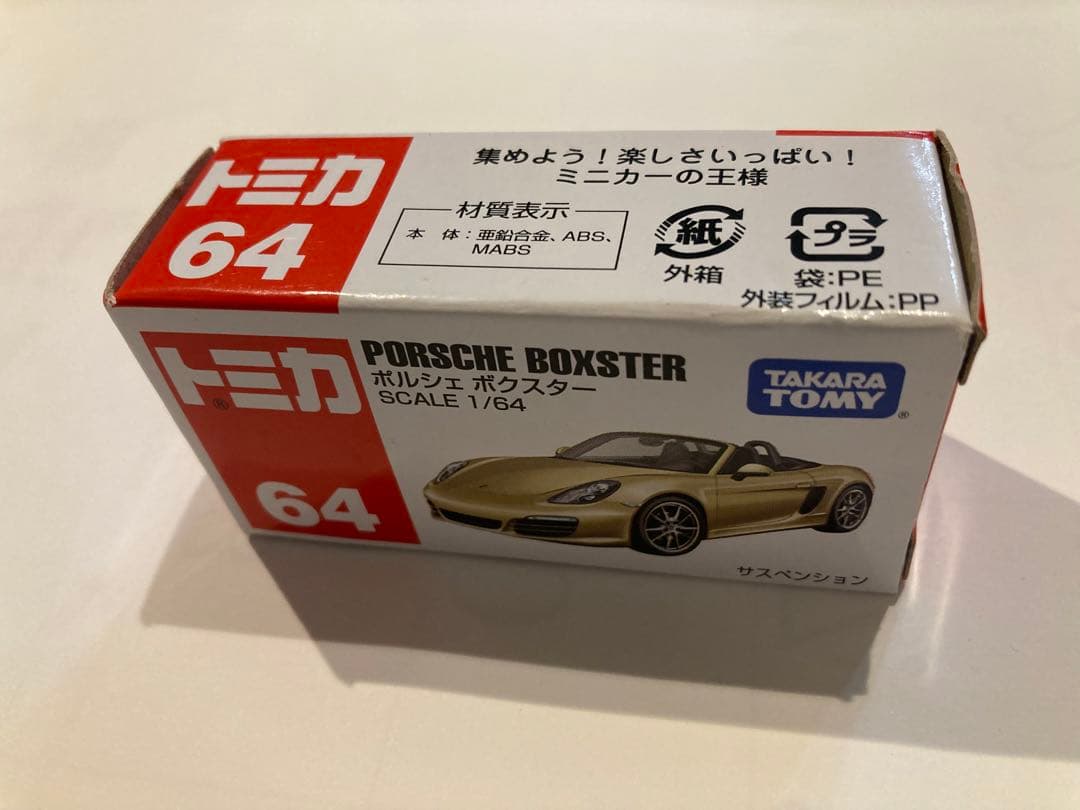 トミカ
64
集めよう！楽しさいっぱい！
ミニカーの王様
材質表示
本　体：亜鉛合金、ABS、
MABS
紙
外箱
プラ
袋：PE
外装フィルム：PP
トミカ®
64
PORSCHE BOXSTER
ポルシェ ボクスター
SCALE 1/64
TAKARA
TOMY®
サスペンション